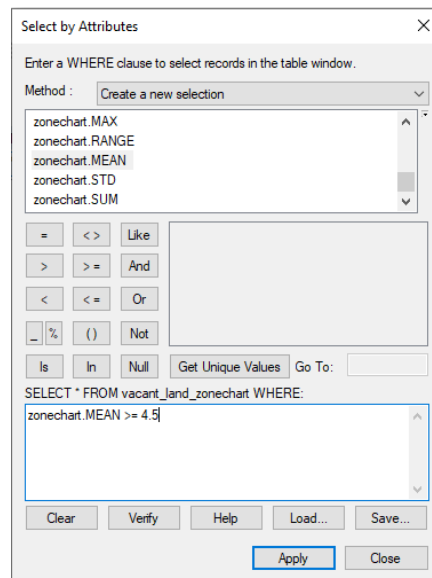 Select by Attributes
Enter a WHERE clause to select records in the table window.
Method : Create a new selection
zonechart.MAX
zonechart.RANGE
zonechart.MEAN
zonechart.STD
zonechart.SUM
= < > Like
> > = And
< < = Or
_ % ( ) Not
Is In Null Get Unique Values Go To:
SELECT * FROM vacant_land_zonechart WHERE:
zonechart.MEAN >= 4.5
Clear Verify Help Load... Save...
Apply Close